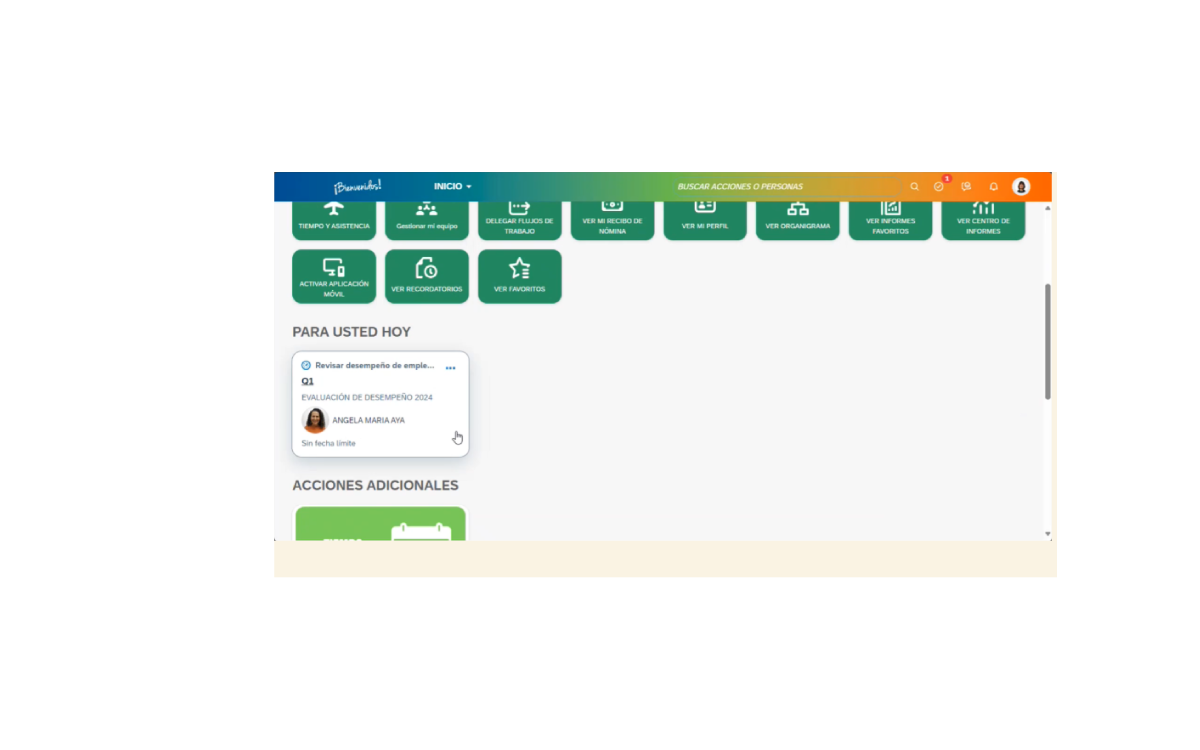 ¡Bienvenidos!
INICIO
BUSCAR ACCIONES O PERSONAS
TIEMPO Y ASISTENCIA
Gestionar mi equipo
DELEGAR FLUJOS DE
TRABAJO
VER MI RECIBO DE
NÓMINA
VER MI PERFIL
VER ORGANIGRAMA
VER INFORMES
FAVORITOS
VER CENTRO DE
INFORMES
ACTIVAR APLICACIÓN
MÓVIL
VER RECORDATORIOS
VER FAVORITOS
PARA USTED HOY
Revisar desempeño de emple...
Q1
EVALUACIÓN DE DESEMPEÑO 2024
ANGELA MARIA AYA
Sin fecha límite
ACCIONES ADICIONALES